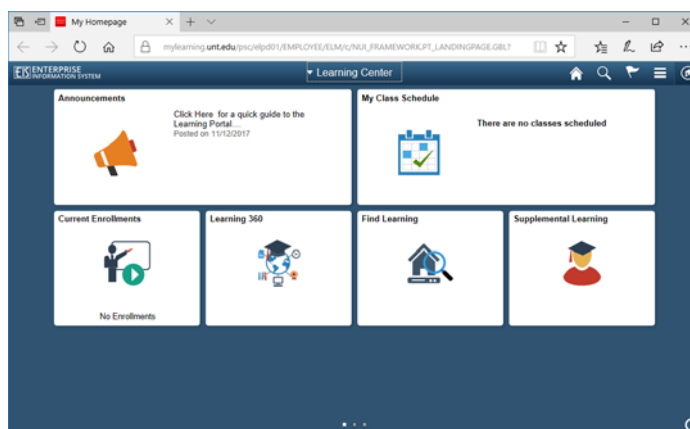 My Homepage
mylearning.unt.edu/psc/elpd01/EMPLOYEE/ELM/c/NUI_FRAMEWORK.PT_LANDINGPAGE.GBL?
EIS ENTERPRISE
INFORMATION SYSTEM
Learning Center
Announcements
Click Here for a quick guide to the
Learning Portal....
Posted on 11/12/2017
My Class Schedule
There are no classes scheduled
Current Enrollments
No Enrollments
Learning 360
Find Learning
Supplemental Learning